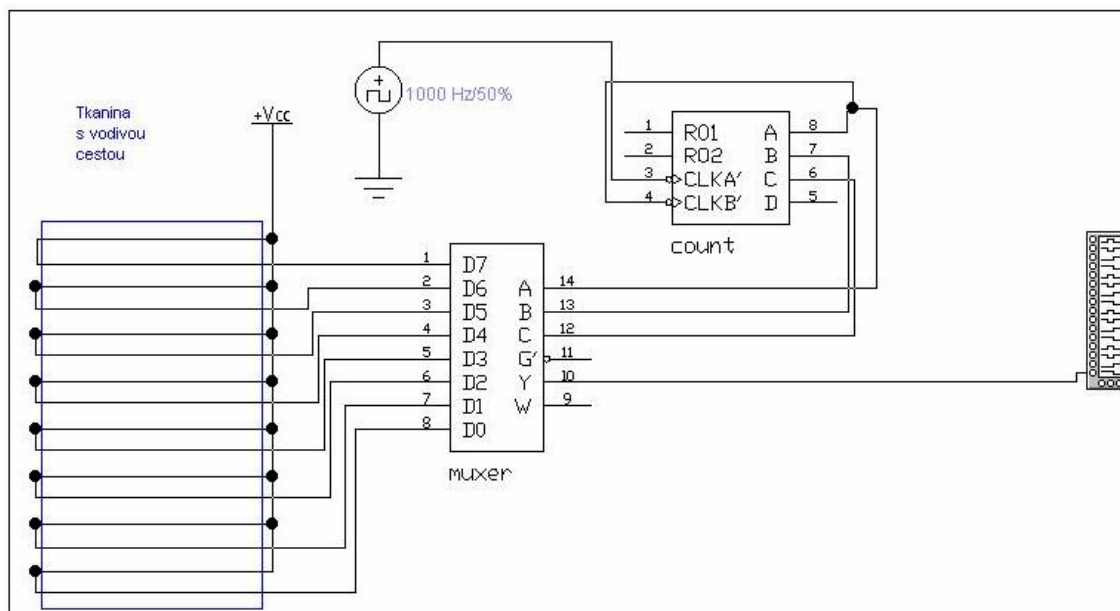 1000 Hz/50%
Tkanina
s vodivou
cestou
+Vcc
1 RO1 A 8
2 RO2 B 7
3 CLKA' C 6
4 CLKB' D 5
count
1 D7
2 D6 A 14
3 D5 B 13
4 D4 C 12
5 D3 G' 11
6 D2 Y 10
7 D1 W 9
8 D0
muxer